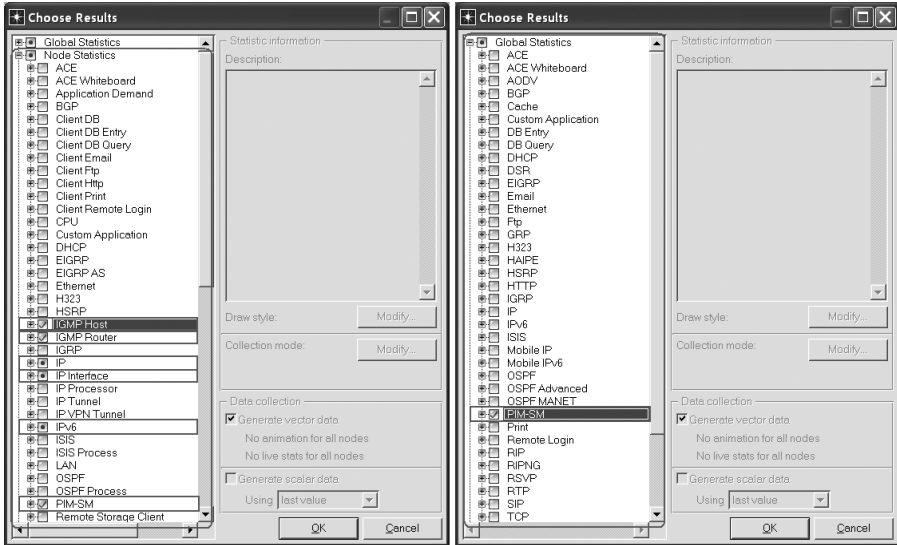 Choose Results
Global Statistics
Node Statistics
ACE
ACE Whiteboard
Application Demand
BGP
Client DB
Client DB Entry
Client DB Query
Client Email
Client Ftp
Client Http
Client Print
Client Remote Login
CPU
Custom Application
DHCP
EIGRP
EIGRP AS
Ethernet
H323
HSRP
IGMP Host
IGMP Router
IGRP
IP
IP Interface
IP Processor
IP Tunnel
IP VPN Tunnel
IPv6
ISIS
ISIS Process
LAN
OSPF
OSPF Process
PIM-SM
Remote Storage Client
Statistic information
Description:
Draw style:
Modify...
Collection mode:
Modify...
Data collection
Generate vector data
No animation for all nodes
No live stats for all nodes
Generate scalar data
Using last value
OK
Cancel
Choose Results
Global Statistics
ACE
ACE Whiteboard
AODV
BGP
Cache
Custom Application
DB Entry
DB Query
DHCP
DSR
EIGRP
Email
Ethernet
Ftp
GRP
H323
HAIPE
HSRP
HTTP
IGRP
IP
IPv6
ISIS
Mobile IP
Mobile IPv6
OSPF
OSPF Advanced
OSPF MANET
PIM-SM
Print
Remote Login
RIP
RIPNG
RSVP
RTP
SIP
TCP
Statistic information
Description:
Draw style:
Modify...
Collection mode:
Modify...
Data collection
Generate vector data
No animation for all nodes
No live stats for all nodes
Generate scalar data
Using last value
OK
Cancel